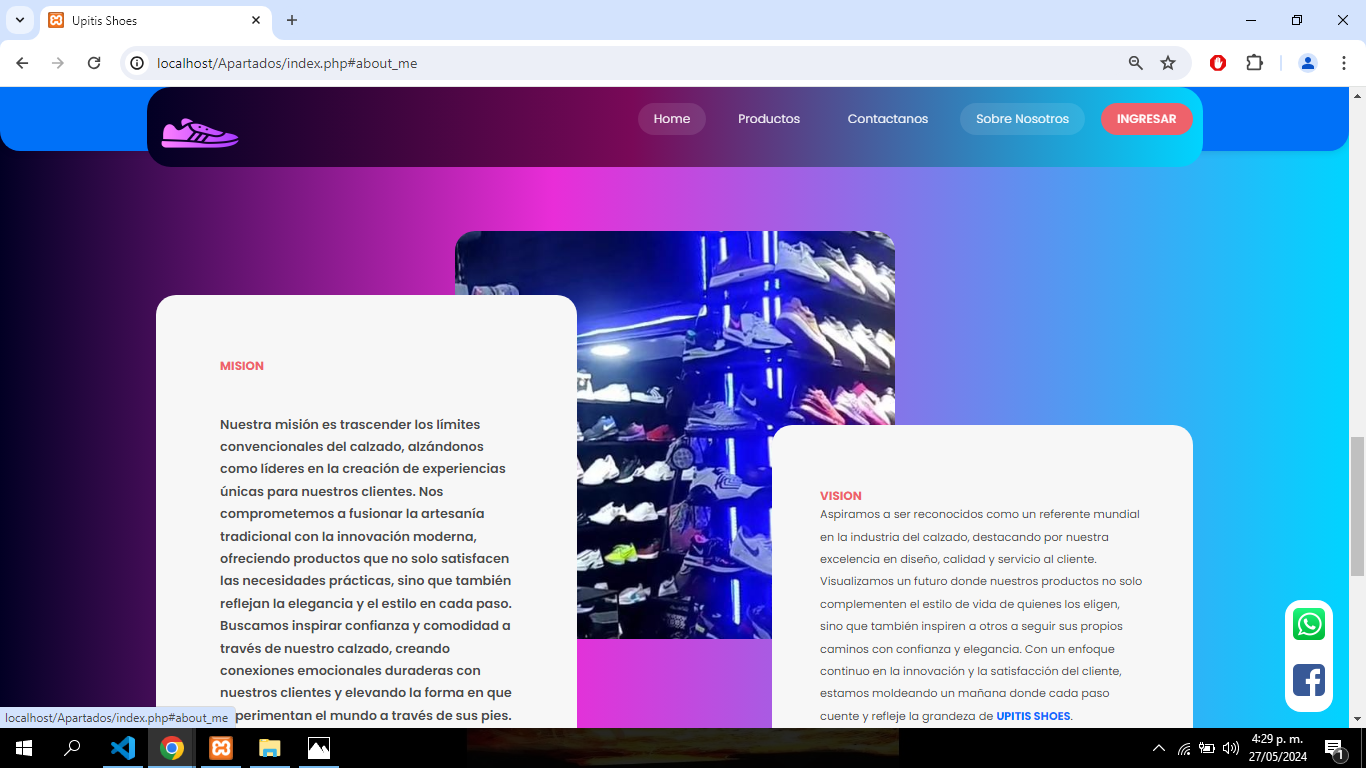 Upitis Shoes
localhost/Apartados/index.php#about_me
Home
Productos
Contactanos
Sobre Nosotros
INGRESAR
MISION
Nuestra misión es trascender los límites
convencionales del calzado, alzándonos
como líderes en la creación de experiencias
únicas para nuestros clientes. Nos
comprometemos a fusionar la artesanía
tradicional con la innovación moderna,
ofreciendo productos que no solo satisfacen
las necesidades prácticas, sino que también
reflejan la elegancia y el estilo en cada paso.
Buscamos inspirar confianza y comodidad a
través de nuestro calzado, creando
conexiones emocionales duraderas con
nuestros clientes y elevando la forma en que
perimentan el mundo a través de sus pies.
VISION
Aspiramos a ser reconocidos como un referente mundial
en la industria del calzado, destacando por nuestra
excelencia en diseño, calidad y servicio al cliente.
Visualizamos un futuro donde nuestros productos no solo
complementen el estilo de vida de quienes los eligen,
sino que también inspiren a otros a seguir sus propios
caminos con confianza y elegancia. Con un enfoque
continuo en la innovación y la satisfacción del cliente,
estamos moldeando un mañana donde cada paso
cuente y refleje la grandeza de UPITIS SHOES.
localhost/Apartados/index.php#about_me
4:29 p. m.
27/05/2024
1